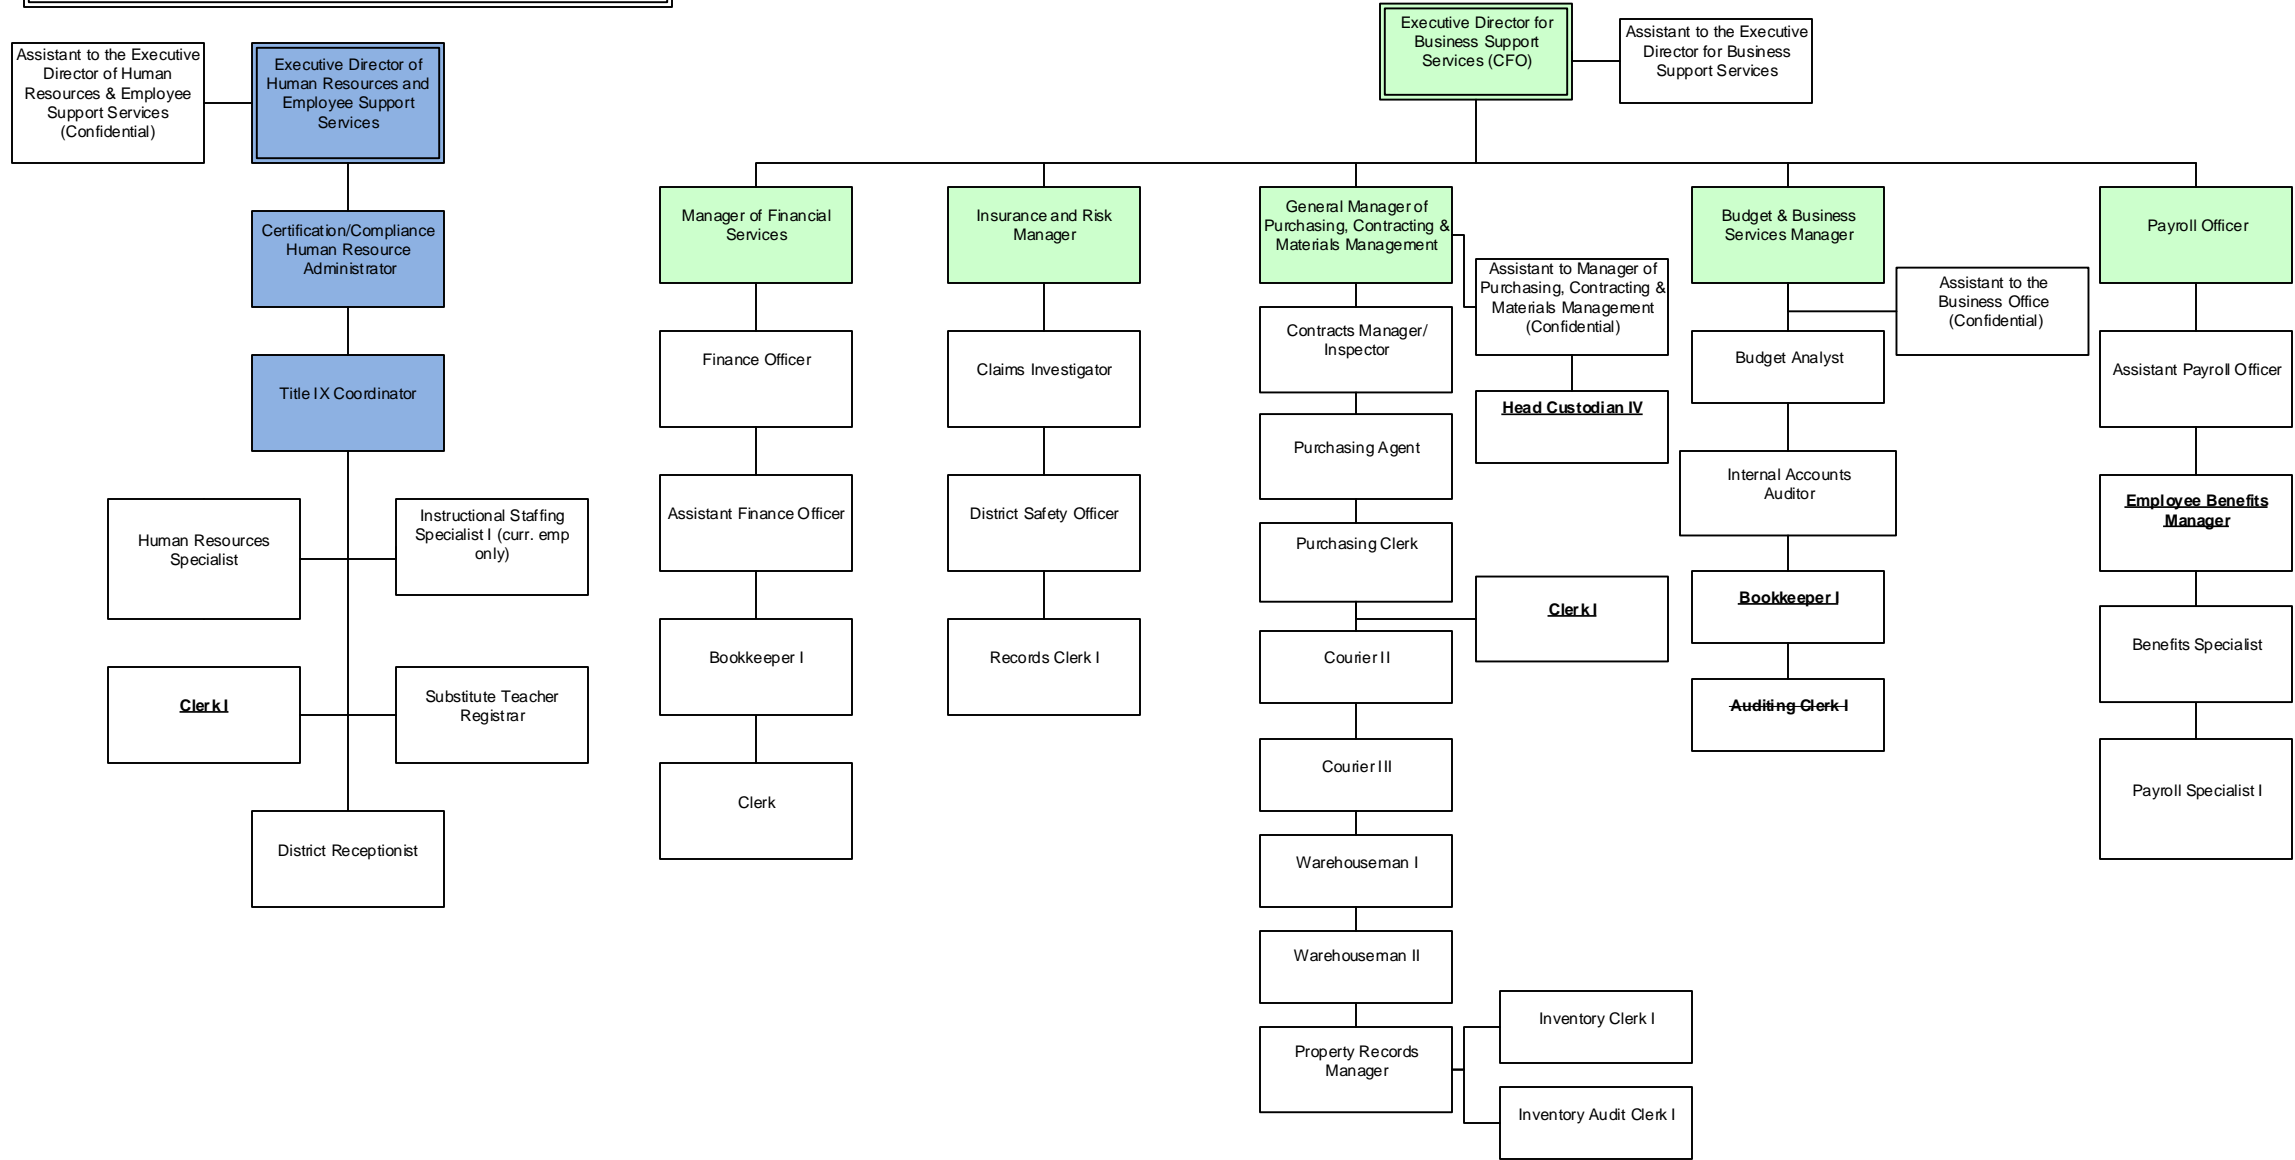 Assistant to the Executive
Director of Human
Resources & Employee
Support Services
(Confidential)
Executive Director of
Human Resources and
Employee Support
Services
Certification/Compliance
Human Resource
Administrator
Title IX Coordinator
Human Resources
Specialist
Instructional Staffing
Specialist I (curr. emp
only)
Clerk I
Substitute Teacher
Registrar
District Receptionist
Executive Director for
Business Support
Services (CFO)
Assistant to the Executive
Director for Business
Support Services
Manager of Financial
Services
Finance Officer
Assistant Finance Officer
Bookkeeper I
Clerk
Insurance and Risk
Manager
Claims Investigator
District Safety Officer
Records Clerk I
General Manager of
Purchasing, Contracting &
Materials Management
Assistant to Manager of
Purchasing, Contracting &
Materials Management
(Confidential)
Head Custodian IV
Contracts Manager/
Inspector
Purchasing Agent
Purchasing Clerk
Clerk I
Courier II
Courier III
Warehouseman I
Warehouseman II
Property Records
Manager
Inventory Clerk I
Inventory Audit Clerk I
Budget & Business
Services Manager
Assistant to the
Business Office
(Confidential)
Budget Analyst
Internal Accounts
Auditor
Bookkeeper I
Auditing Clerk I
Payroll Officer
Assistant Payroll Officer
Employee Benefits
Manager
Benefits Specialist
Payroll Specialist I